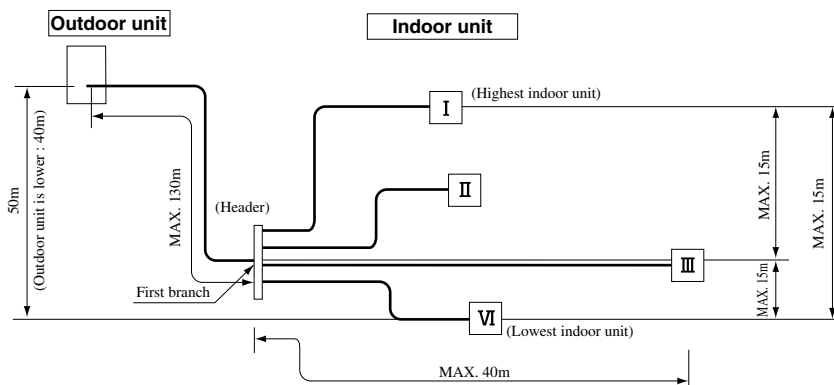 Outdoor unit
Indoor unit
50m
(Outdoor unit is lower : 40m)
MAX. 130m
(Header)
First branch
I
(Highest indoor unit)
II
III
VI
(Lowest indoor unit)
MAX. 15m
MAX. 15m
MAX. 15m
MAX. 40m